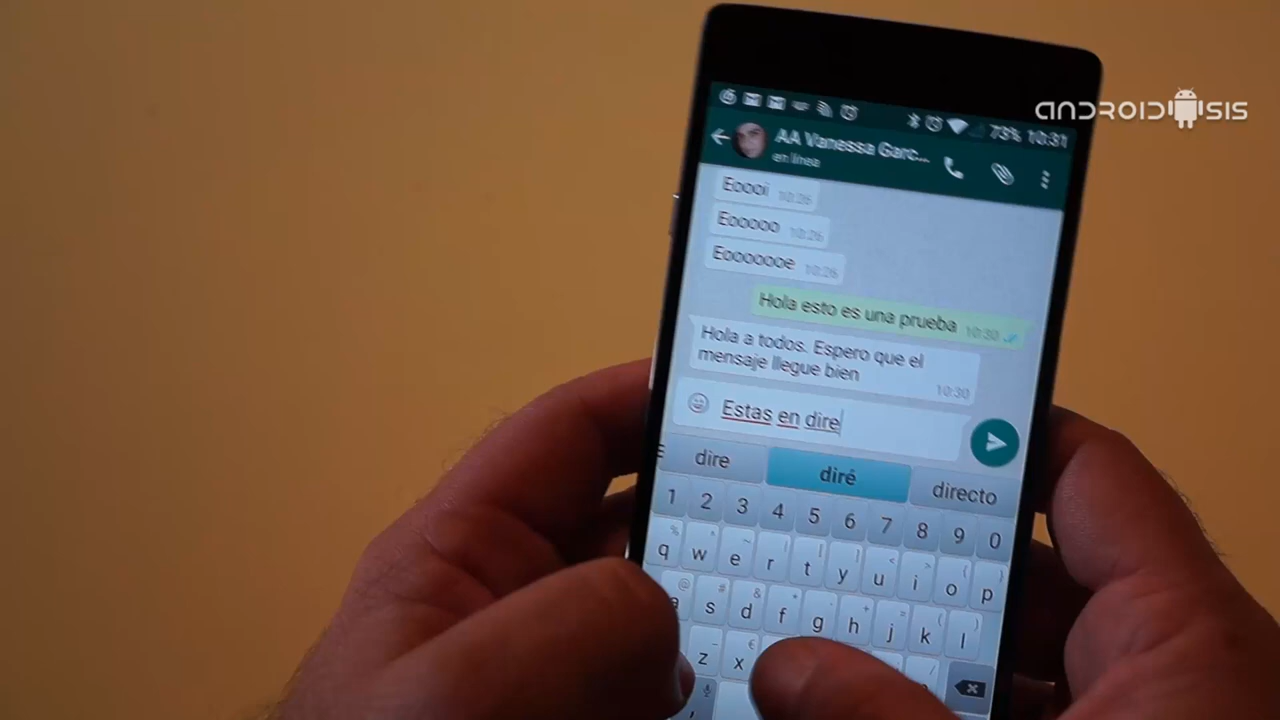 ANDROIDSIS
73% 10:31
AA Vanessa Garc...
en línea
Eoooi 10:26
Eooooo 10:26
Eooooooe 10:26
Hola esto es una prueba 10:30
Hola a todos. Espero que el
mensaje llegue bien
10:30
Estas en dire
dire diré directo
1 2 3 4 5 6 7 8 9 0
q w e r t y u i o p
a s d f g h j k l
z x